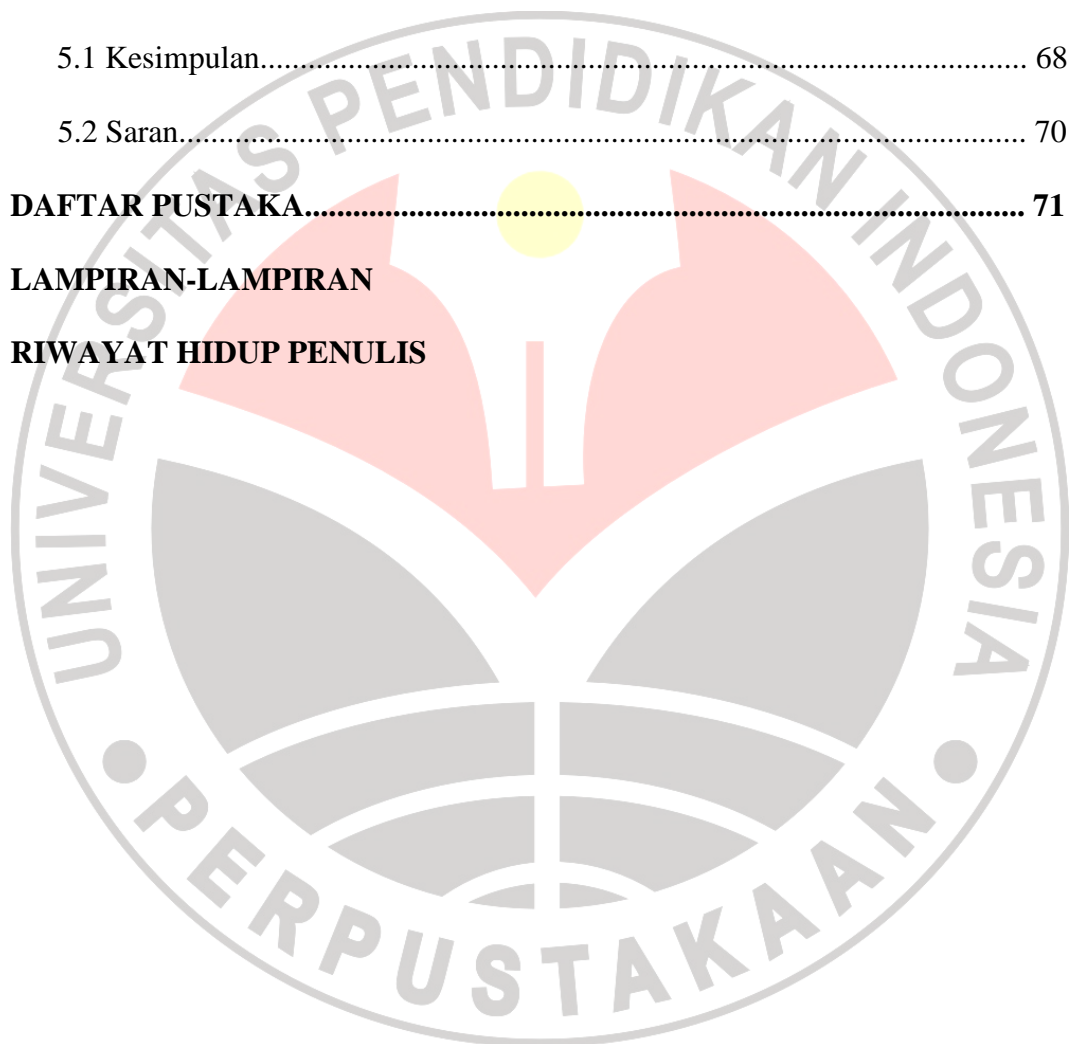 5.1 Kesimpulan................................................................................................ 68
5.2 Saran.......................................................................................................... 70
DAFTAR PUSTAKA.......................................................................................... 71
LAMPIRAN-LAMPIRAN
RIWAYAT HIDUP PENULIS
UNIVERSITAS PENDIDIKAN INDONESIA
PERPUSTAKAAN